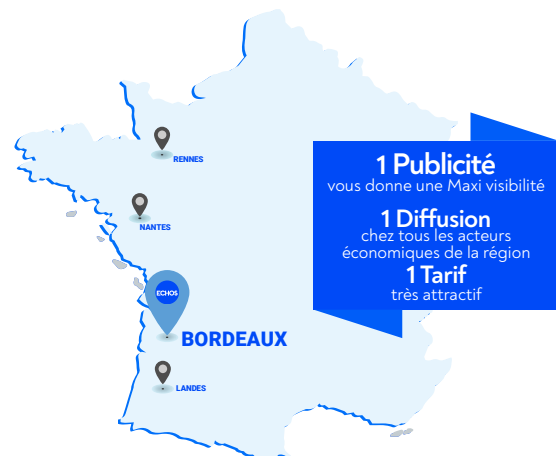 RENNES
1 Publicité
vous donne une Maxi visibilité
1 Diffusion
chez tous les acteurs
économiques de la région
1 Tarif
très attractif
NANTES
ECHOS
BORDEAUX
LANDES